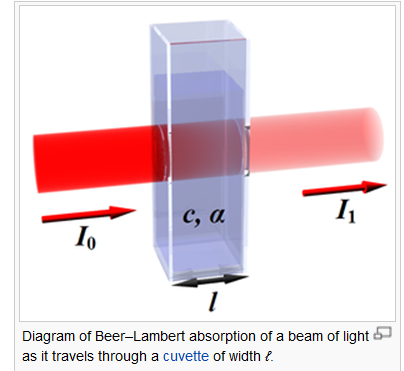 c, α
I₀
I₁
l
Diagram of Beer–Lambert absorption of a beam of light
as it travels through a cuvette of width ℓ.